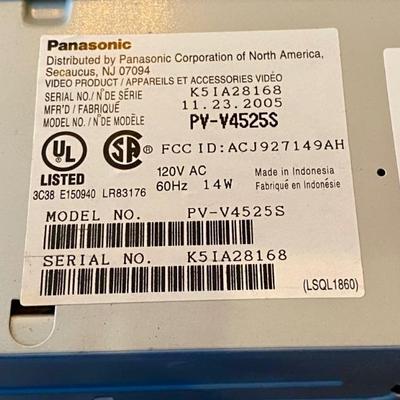 Panasonic
Distributed by Panasonic Corporation of North America,
Secaucus, NJ 07094
VIDEO PRODUCT / APPAREILS ET ACCESSOIRES VIDÉO
SERIAL NO./ N° DE SÉRIE K5IA28168
MFR'D / FABRIQUÉ 11.23.2005
MODEL NO./ N° DE MODÈLE PV-V4525S
UL
LISTED
3C38 E150940
SA
LR83176
FCC ID: ACJ927149AH
120V AC
60Hz 14W
Made in Indonesia
Fabriqué en Indonésie
MODEL NO. PV-V4525S
SERIAL NO. K5IA28168
(LSQL1860)